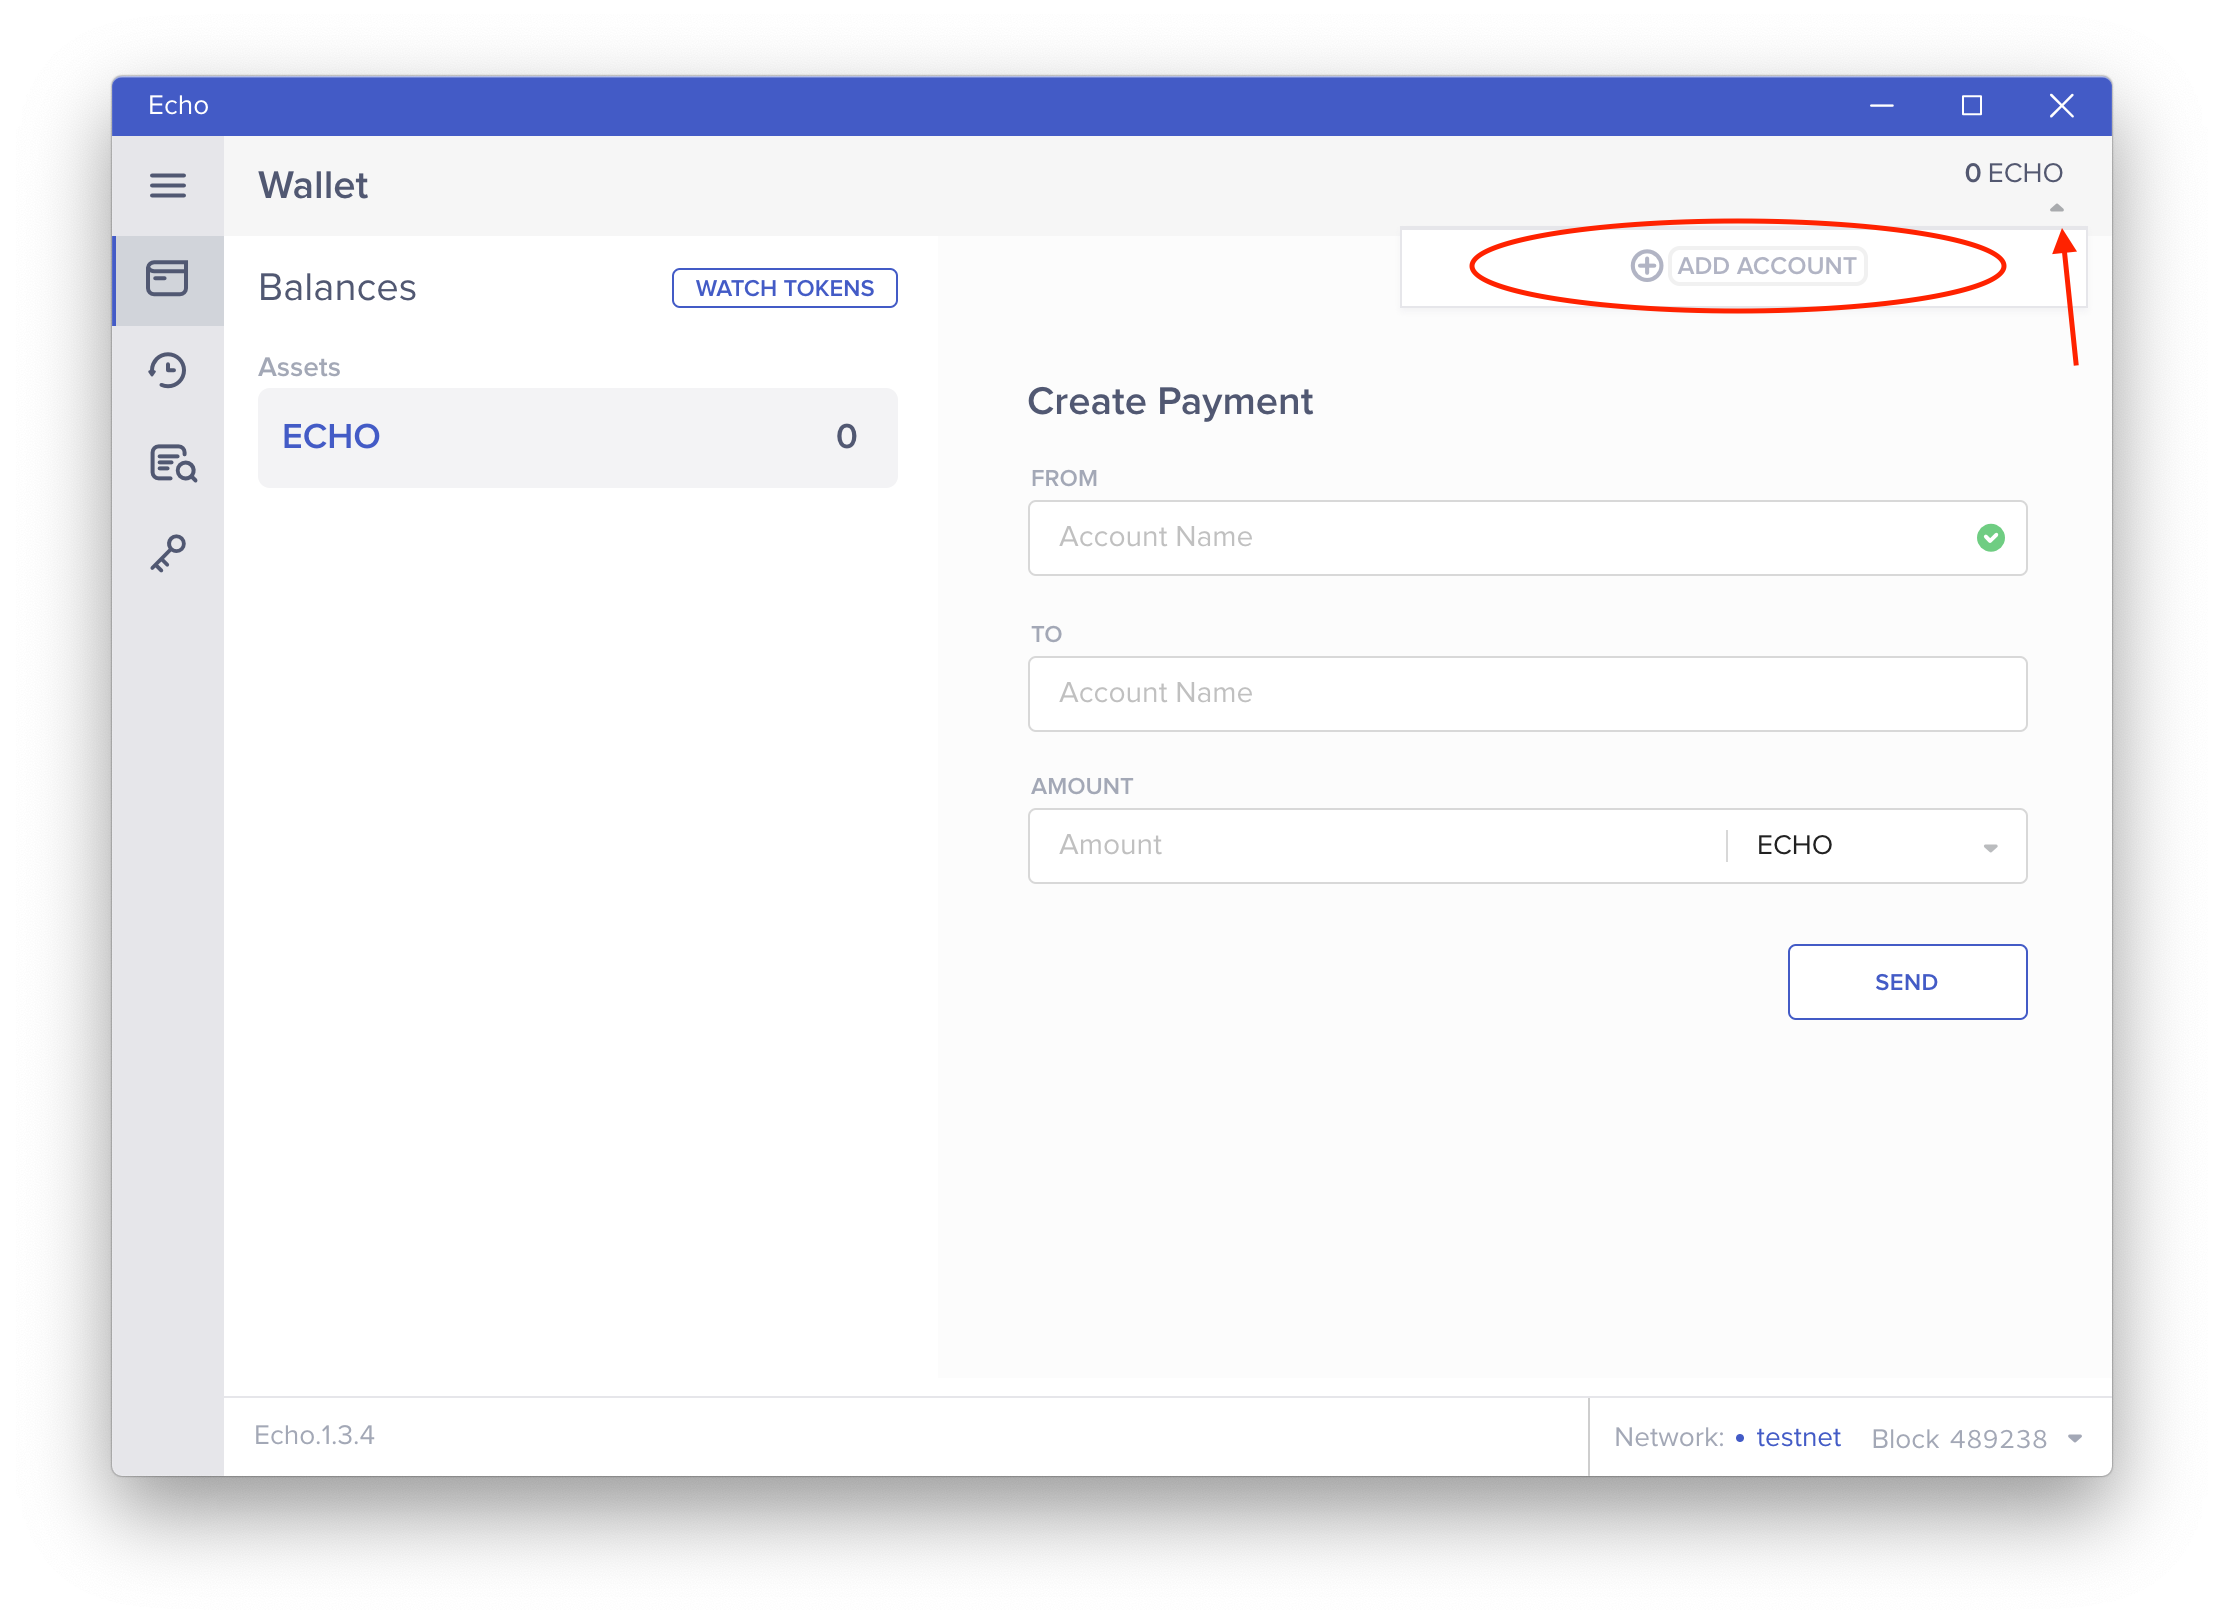 Echo
Wallet
0 ECHO
ADD ACCOUNT
Balances
WATCH TOKENS
Assets
ECHO 0
Create Payment
FROM
Account Name
TO
Account Name
AMOUNT
Amount ECHO
SEND
Echo.1.3.4
Network: • testnet Block 489238